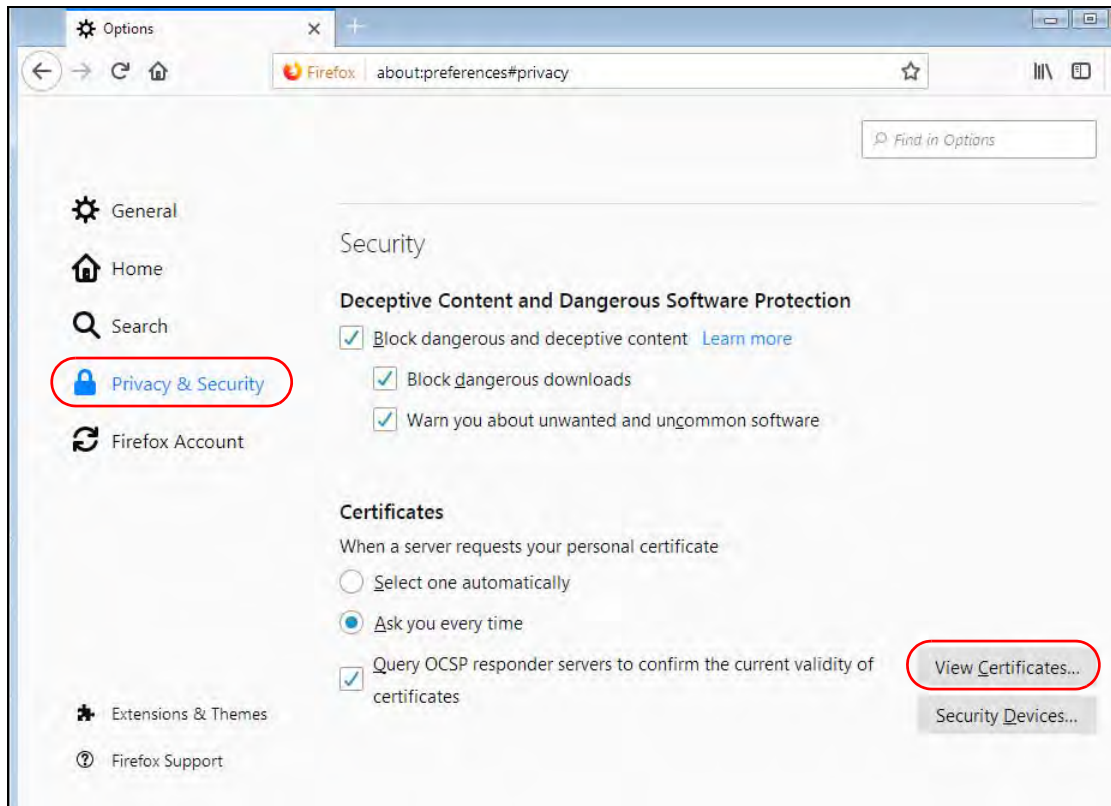 Options
Firefox about:preferences#privacy
Find in Options
General
Home
Search
Privacy & Security
Firefox Account
Extensions & Themes
Firefox Support
Security
Deceptive Content and Dangerous Software Protection
Block dangerous and deceptive content Learn more
Block dangerous downloads
Warn you about unwanted and uncommon software
Certificates
When a server requests your personal certificate
Select one automatically
Ask you every time
Query OCSP responder servers to confirm the current validity of
certificates
View Certificates...
Security Devices...